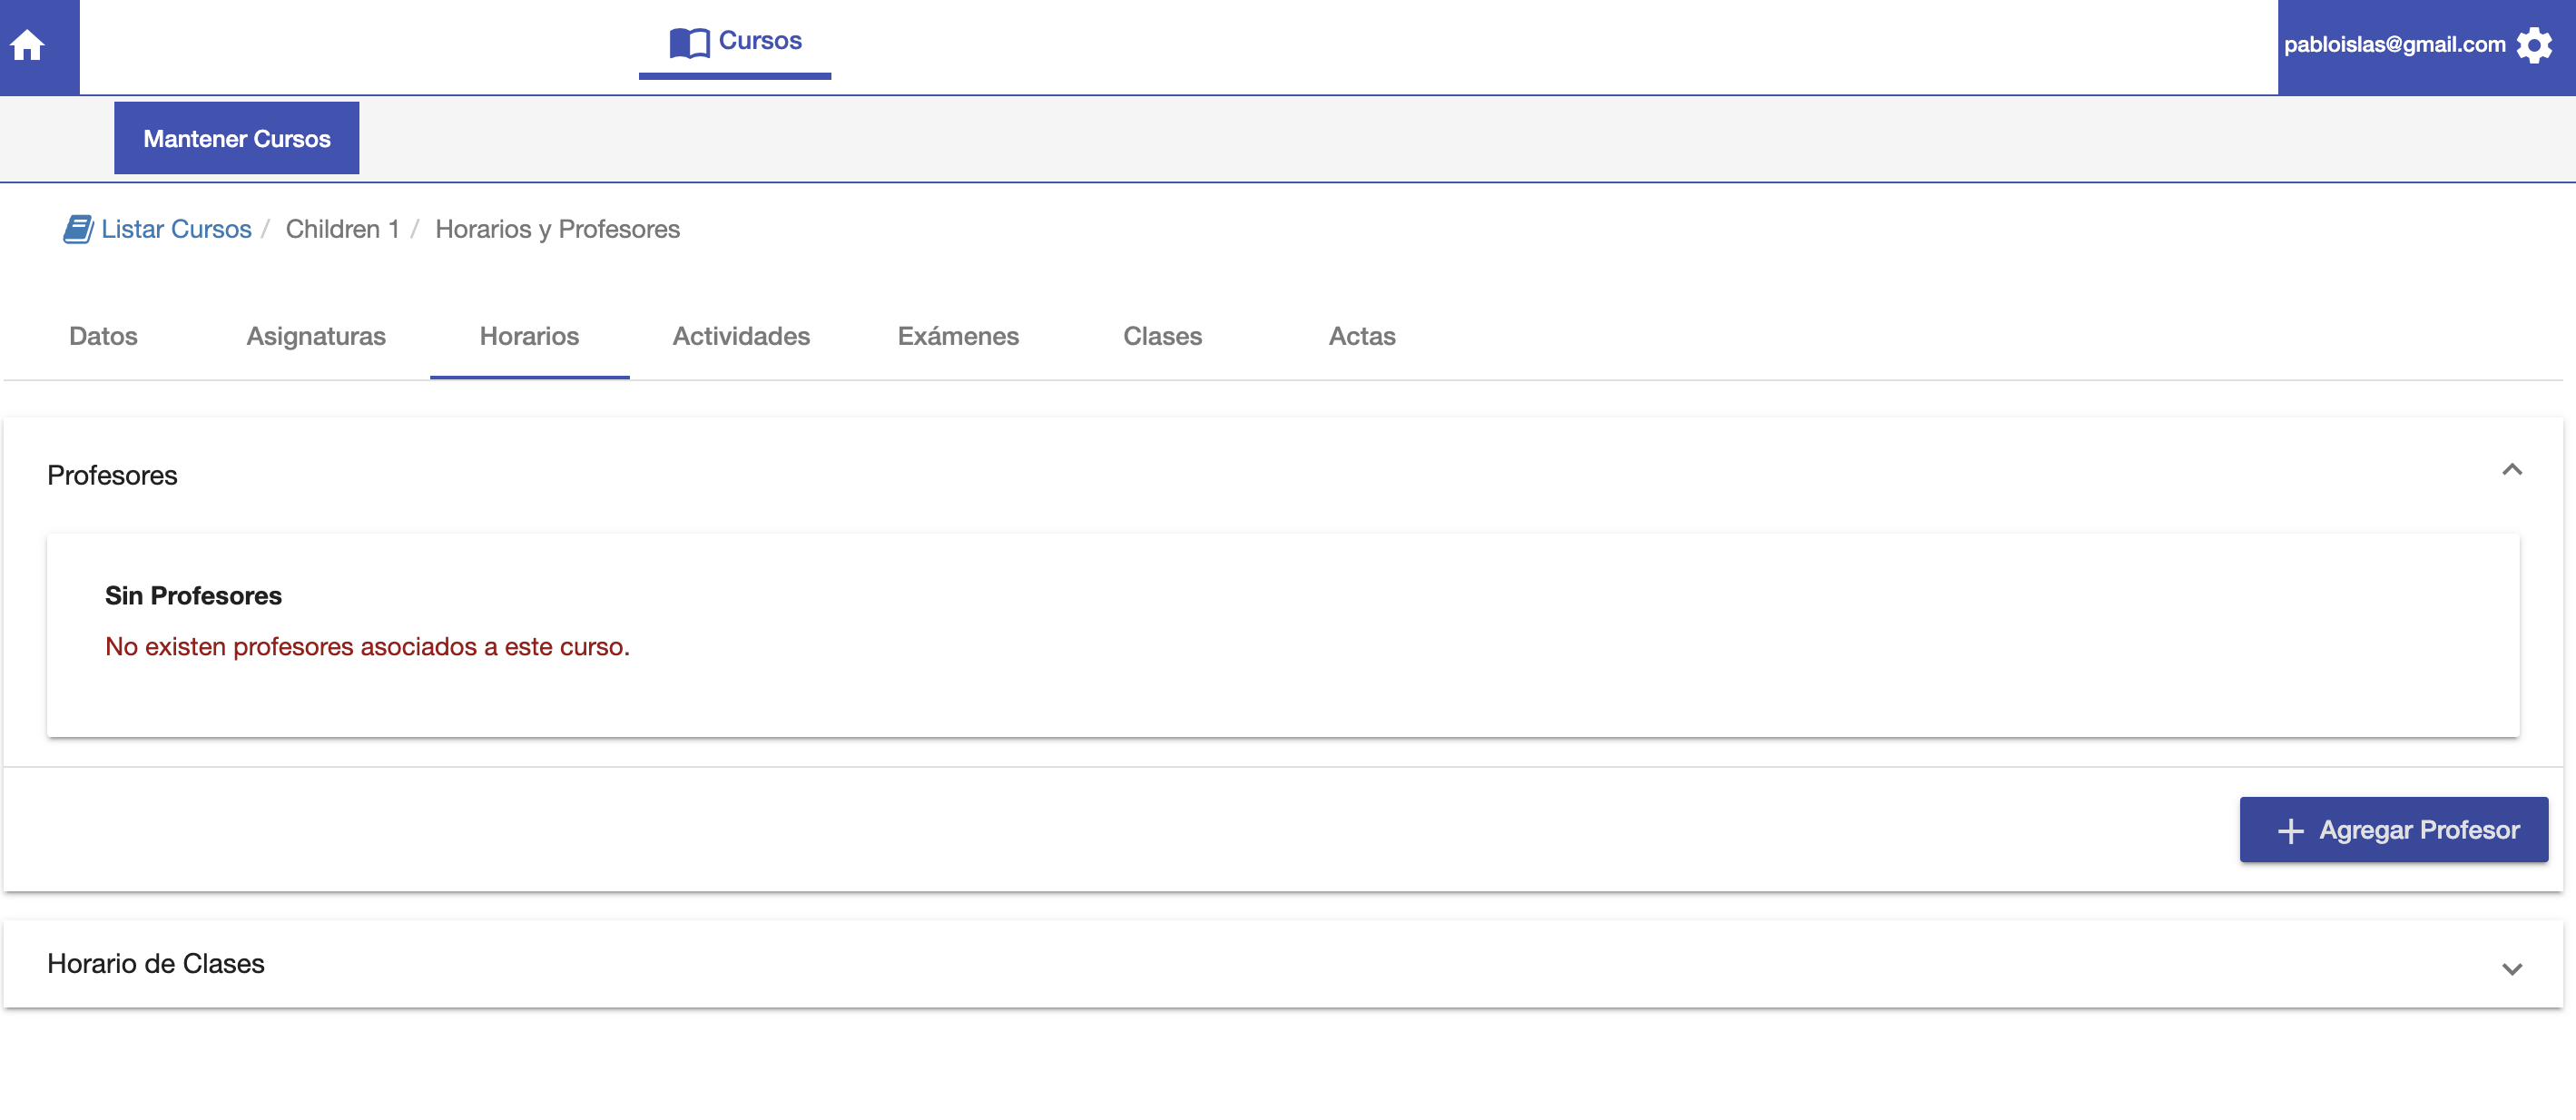 Cursos
pabloislas@gmail.com
Mantener Cursos
Listar Cursos / Children 1 / Horarios y Profesores
Datos Asignaturas Horarios Actividades Exámenes Clases Actas
Profesores
Sin Profesores
No existen profesores asociados a este curso.
+ Agregar Profesor
Horario de Clases